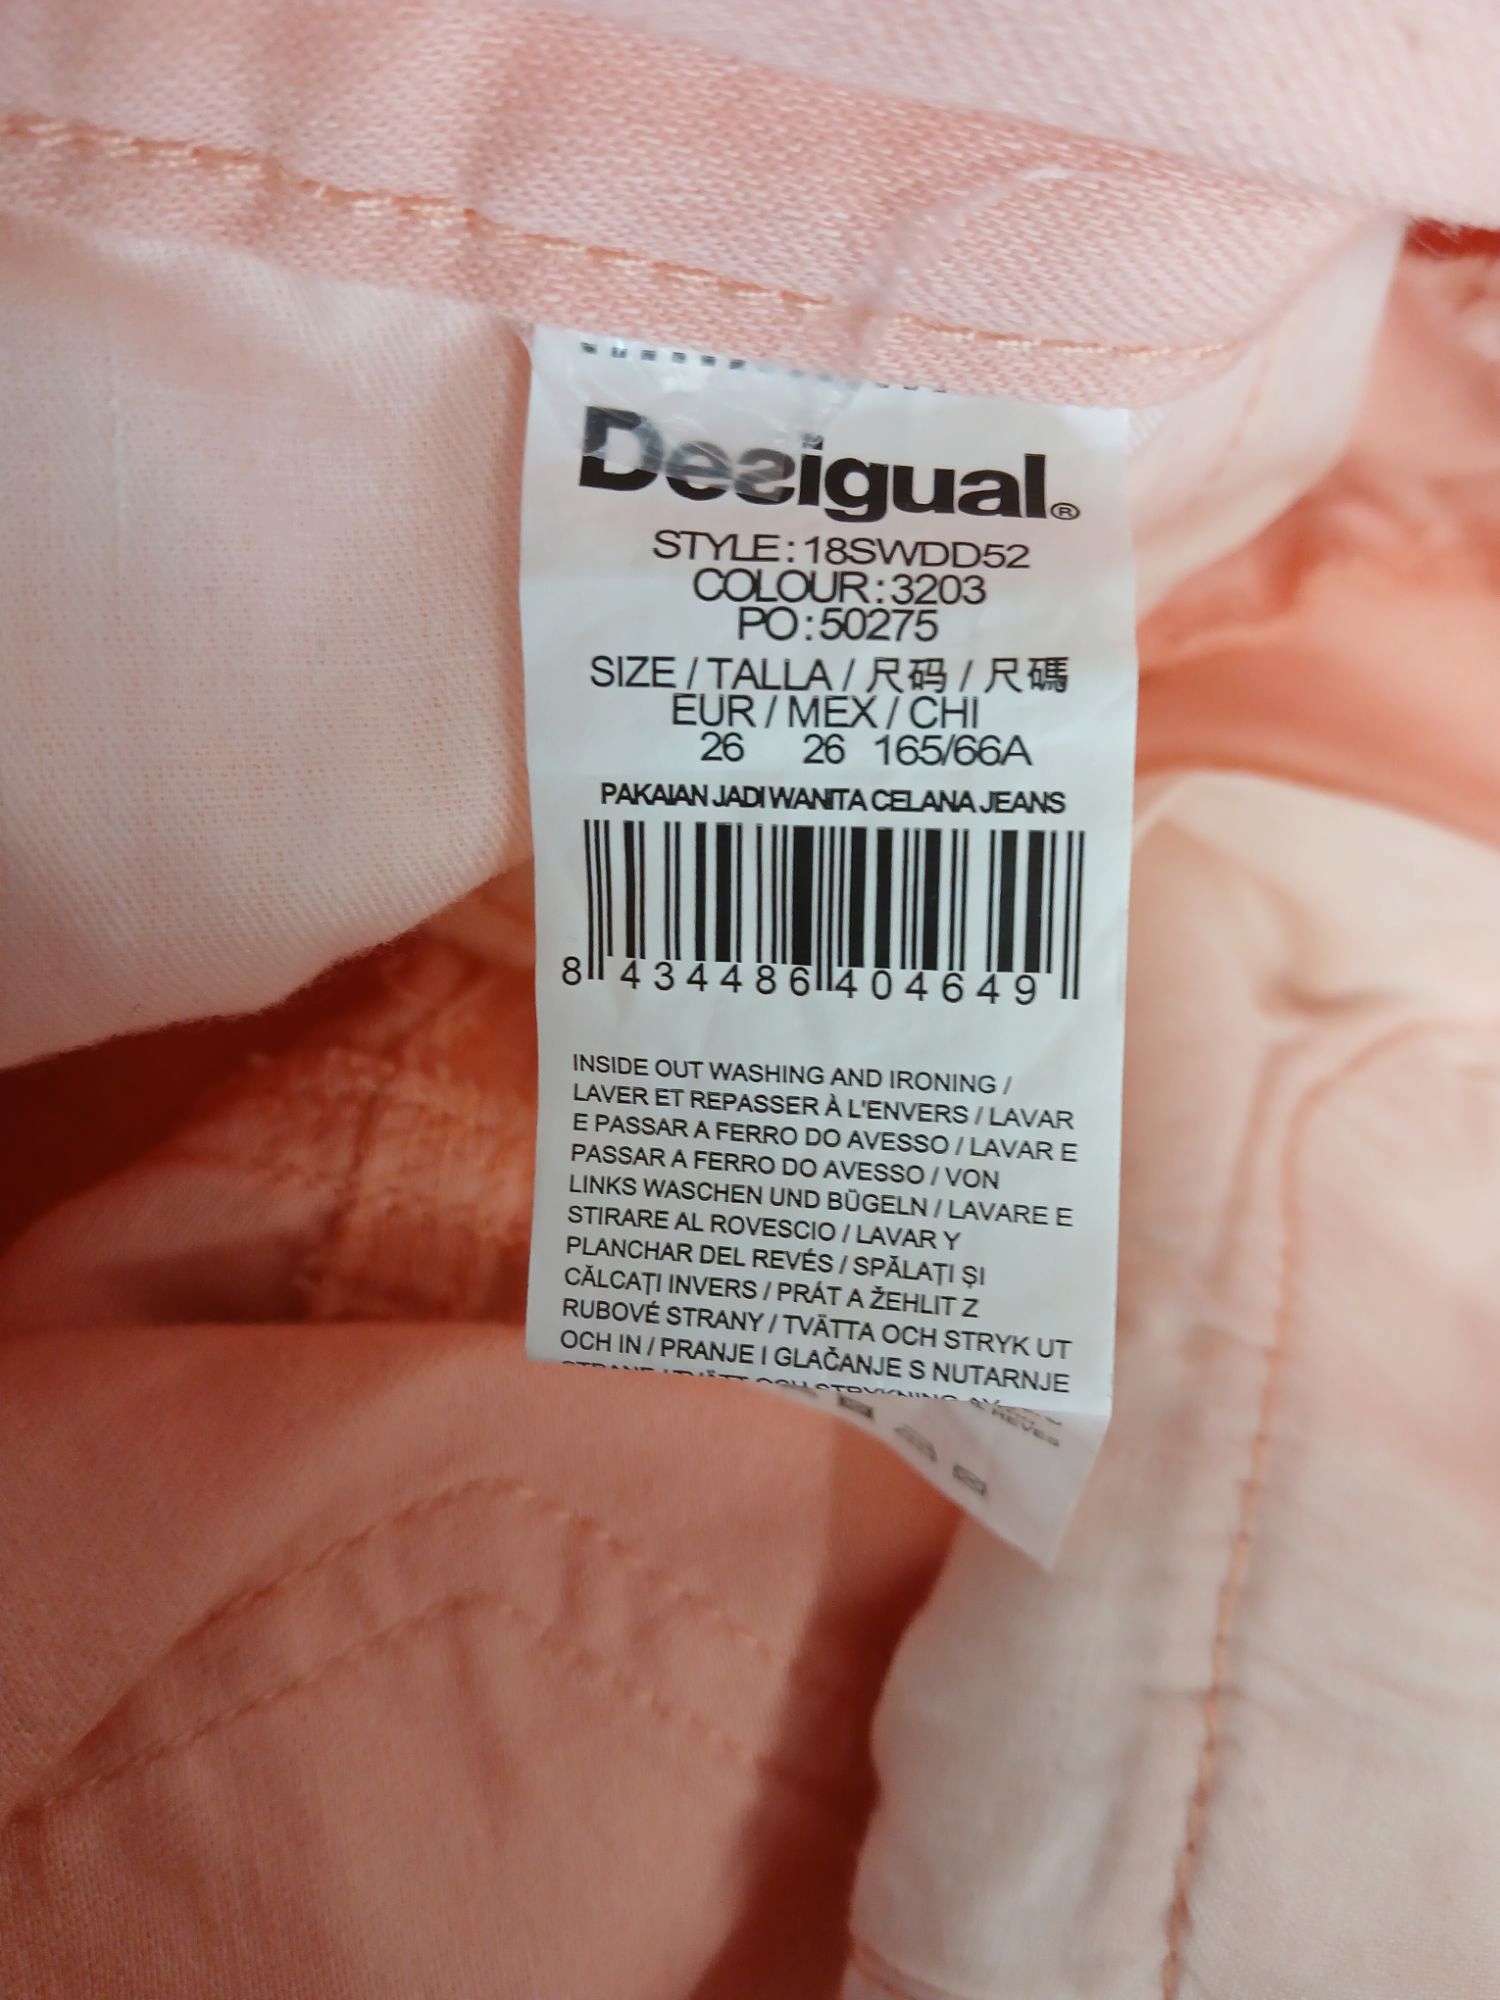 Desigual®
STYLE:18SWDD52
COLOUR:3203
PO:50275
SIZE / TALLA / 尺码 / 尺碼
EUR / MEX / CHI
26 26 165/66A
PAKAIAN JADI WANITA CELANA JEANS
8 434486 404649
INSIDE OUT WASHING AND IRONING /
LAVER ET REPASSER À L'ENVERS / LAVAR
E PASSAR A FERRO DO AVESSO / LAVAR E
PASSAR A FERRO DO AVESSO / VON
LINKS WASCHEN UND BÜGELN / LAVARE E
STIRARE AL ROVESCIO / LAVAR Y
PLANCHAR DEL REVÉS / SPĂLAȚI ȘI
CĂLCAȚI INVERS / PRÁT A ŽEHLIT Z
RUBOVÉ STRANY / TVÄTTA OCH STRYK UT
OCH IN / PRANJE I GLAČANJE S NUTARNJE